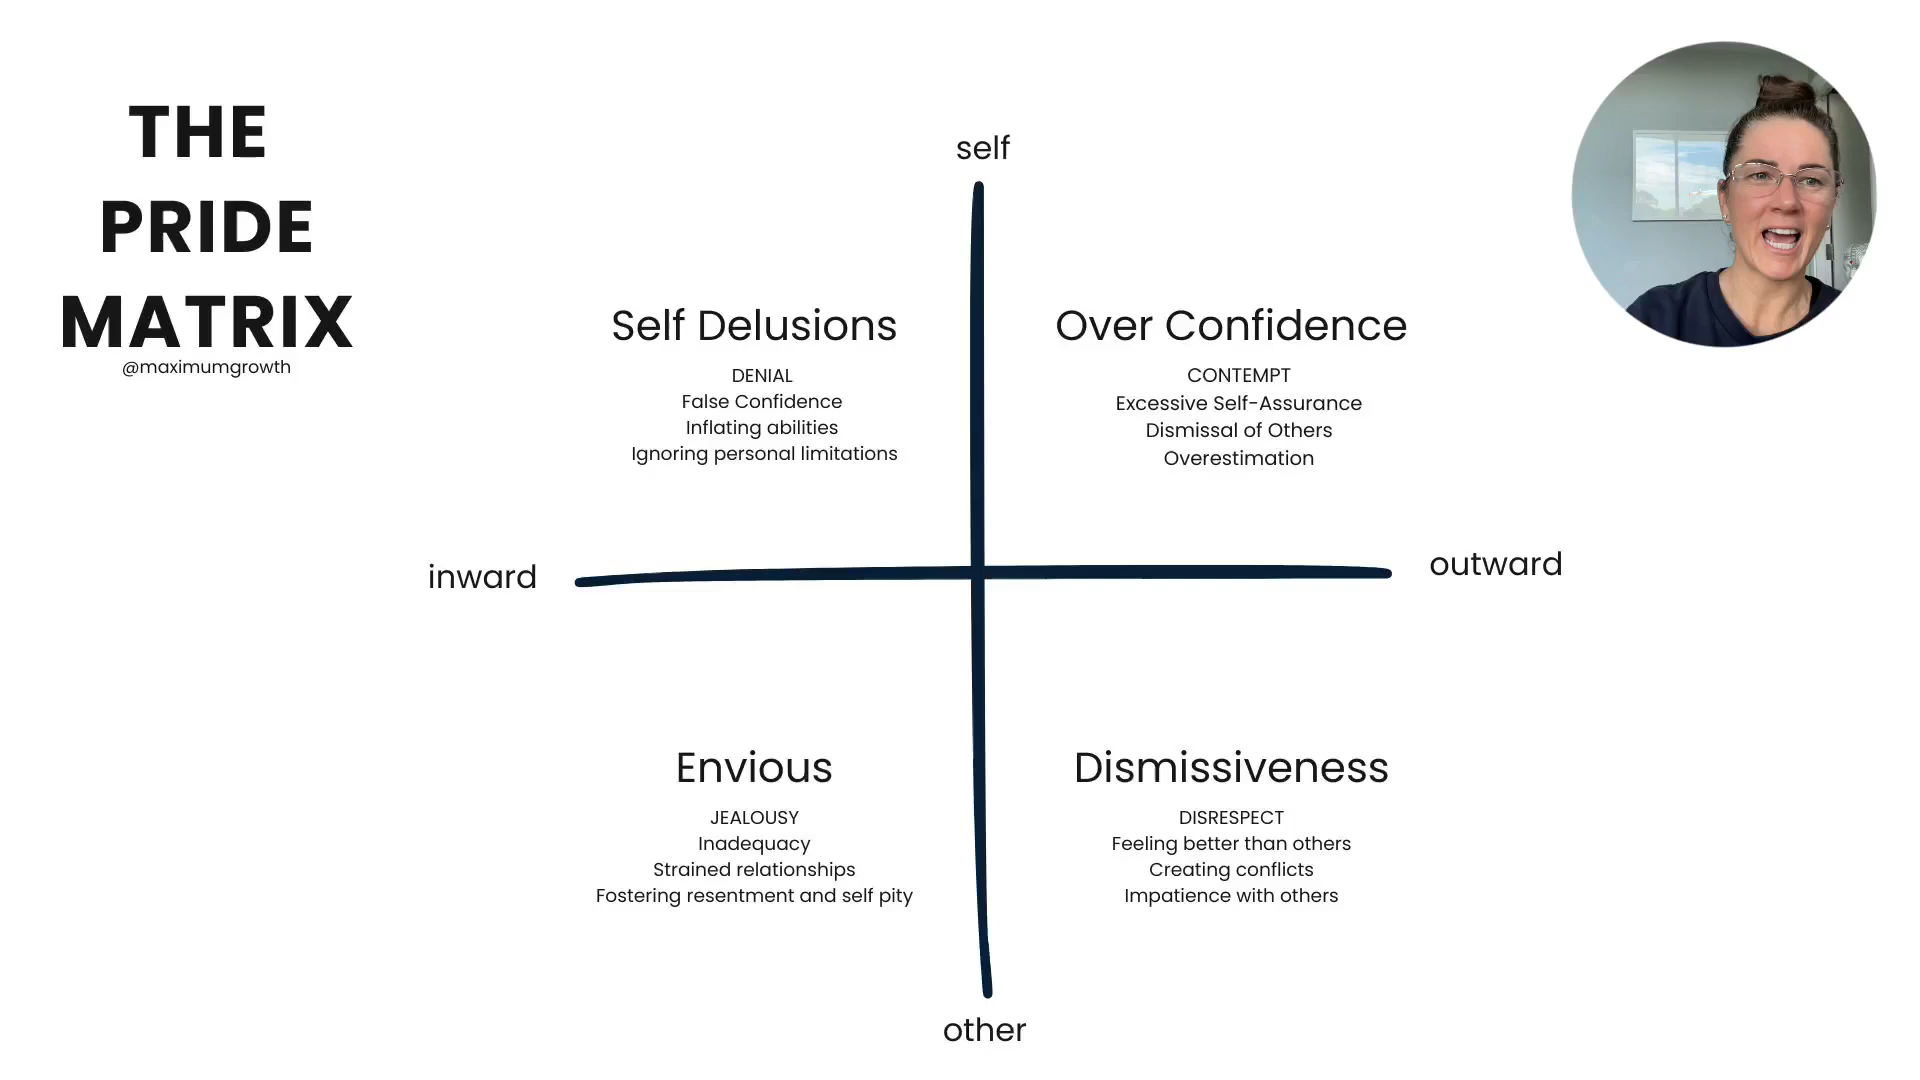 THE
PRIDE
MATRIX
@maximumgrowth
self
Self Delusions
DENIAL
False Confidence
Inflating abilities
Ignoring personal limitations
Over Confidence
CONTEMPT
Excessive Self-Assurance
Dismissal of Others
Overestimation
inward
outward
Envious
JEALOUSY
Inadequacy
Strained relationships
Fostering resentment and self pity
Dismissiveness
DISRESPECT
Feeling better than others
Creating conflicts
Impatience with others
other